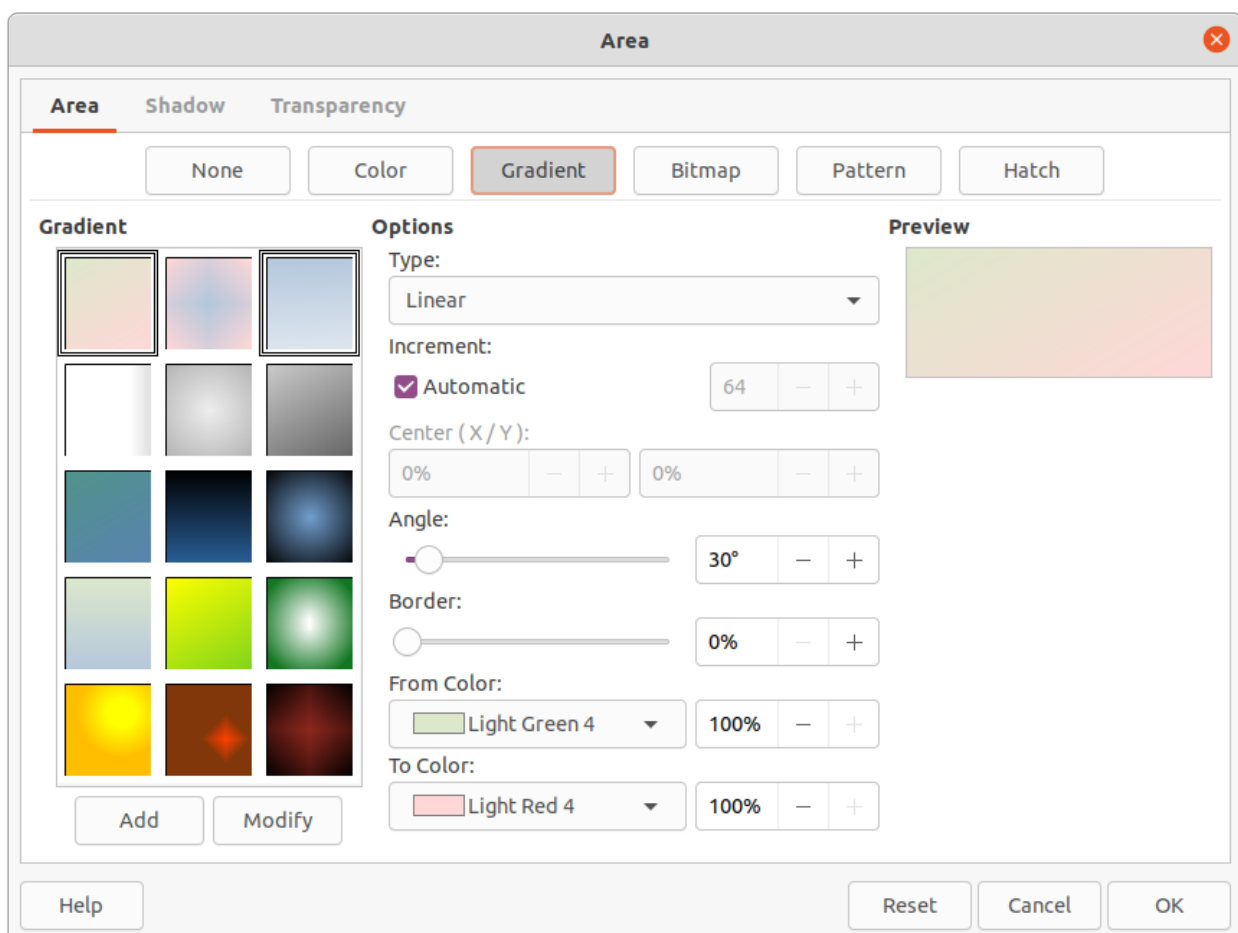 Area
Area Shadow Transparency
None Color Gradient Bitmap Pattern Hatch
Gradient
Options
Preview
Type:
Linear
Increment:
Automatic 64
Center ( X / Y ):
0% 0%
Angle:
30°
Border:
0%
From Color:
Light Green 4 100%
To Color:
Light Red 4 100%
Add Modify
Help Reset Cancel OK